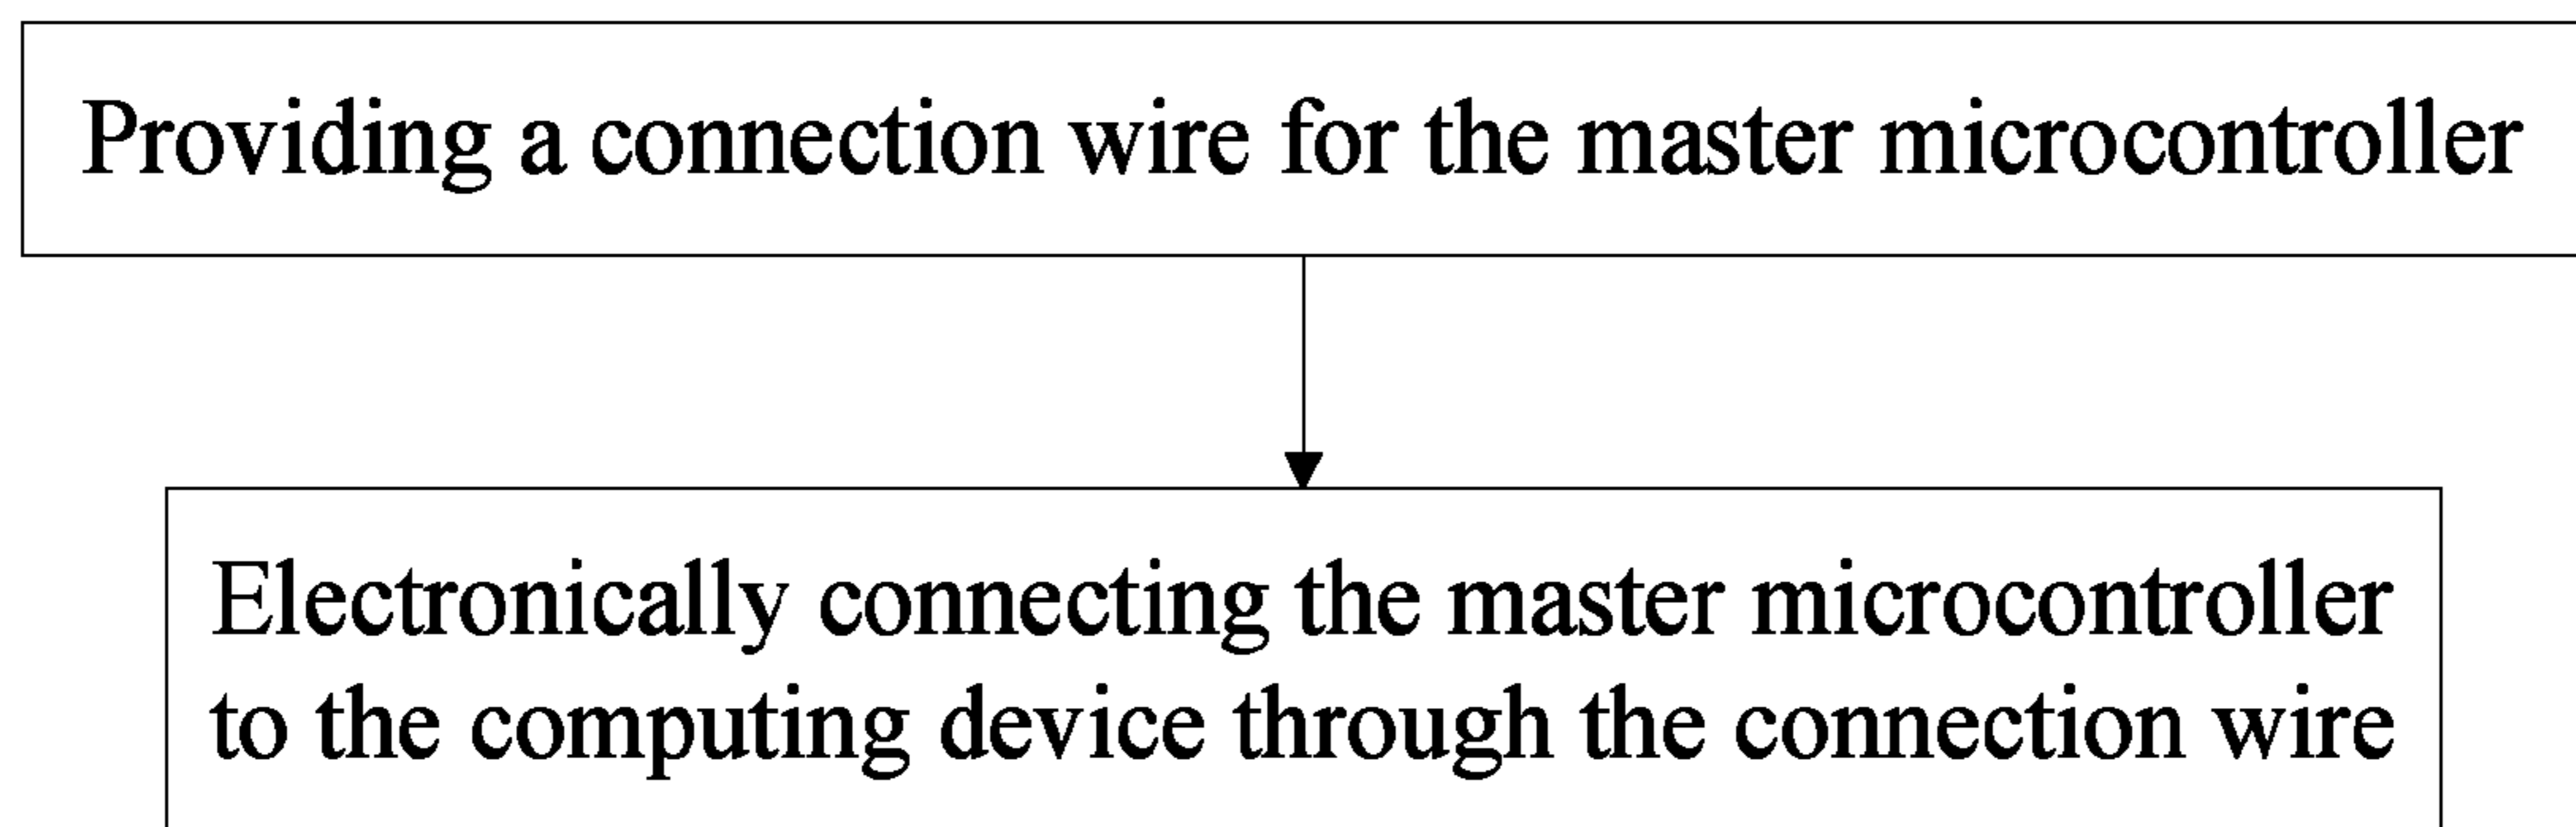 Providing a connection wire for the master microcontroller
Electronically connecting the master microcontroller
to the computing device through the connection wire